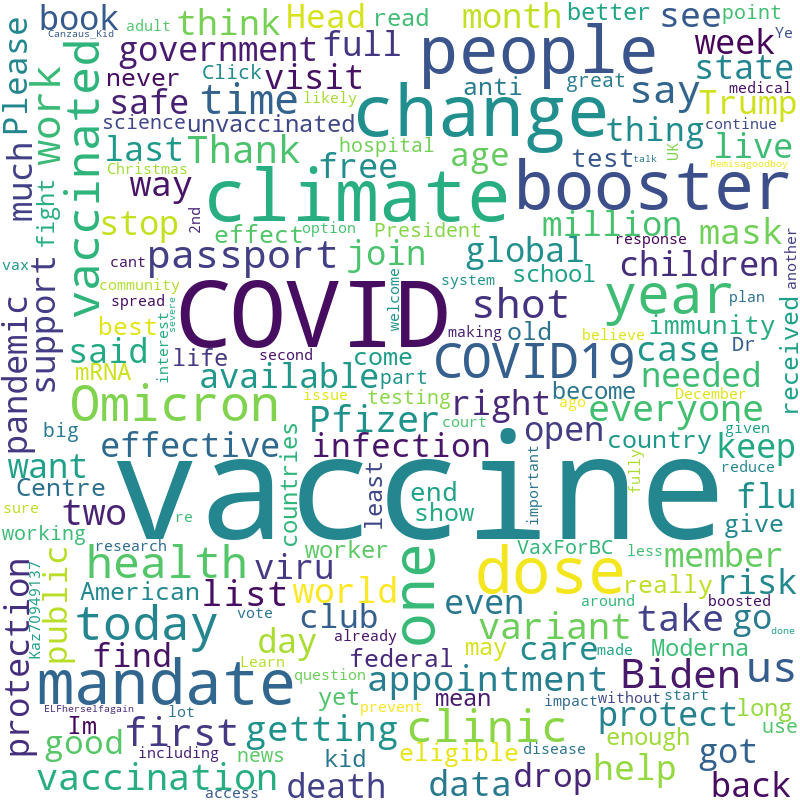 book
adult
Canzaus_Kid
think
Head
read
month
better
between
see
point
Ye
Please
government
full
people
week
never
Click
visit
anti
great
say
state
medical
vaccinated
work
safe
time
likely
change
thing
Trump
science
unvaccinated
hospital
test
talk
UK
continue
Remisagoodboy
much
last
Thank
free
age
live
Christmas
way
climate
booster
fight
stop
2nd
effect
option
President
million
mask
cant
passport
join
global
response
children
another
vax
support
community
spread
COVID
welcome
system
school
year
plan
pandemic
best
interest
severe
shot
immunity
said
life
second
making
old
believe
Dr
come
COVID19
case
received
mRNA
available
part
become
needed
December
Omicron
issue
testing
right
ago
everyone
Pfizer
court
open
given
big
effective
infection
country
keep
want
countries
least
vaccine
important
fully
reduce
Centre
end
flu
sure
two
show
give
working
re
research
worker
VaxForBC
less
member
health
viru
one
dose
really
risk
protection
Kaz70949137
public
American
list
world
even
around
boosted
today
vote
club
variant
take
go
done
find
already
day
federal
may
care
made
Moderna
mandate
Learn
question
appointment
Biden
us
ELFherselfagain
yet
mean
impact
without
start
Im
lot
first
prevent
protect
long
good
including
getting
clinic
enough
use
news
kid
eligible
disease
got
vaccination
access
death
data
drop
help
back